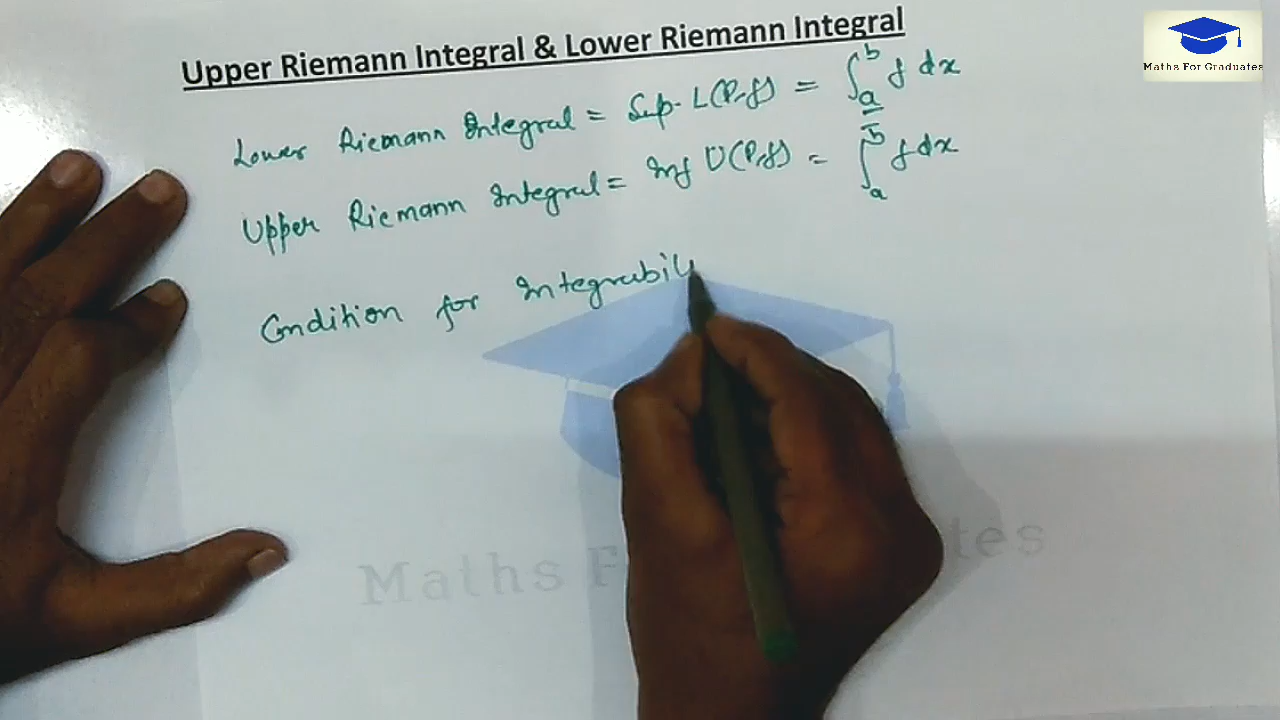 Upper Riemann Integral & Lower Riemann Integral
Maths For Graduates
Lower Riemann Integral = Sup. L(P,f) = ∫_a^b f dx
Upper Riemann Integral = Inf U(P,f) = ∫_a^b̅ f dx
Condition for Integrabili
Maths F tes